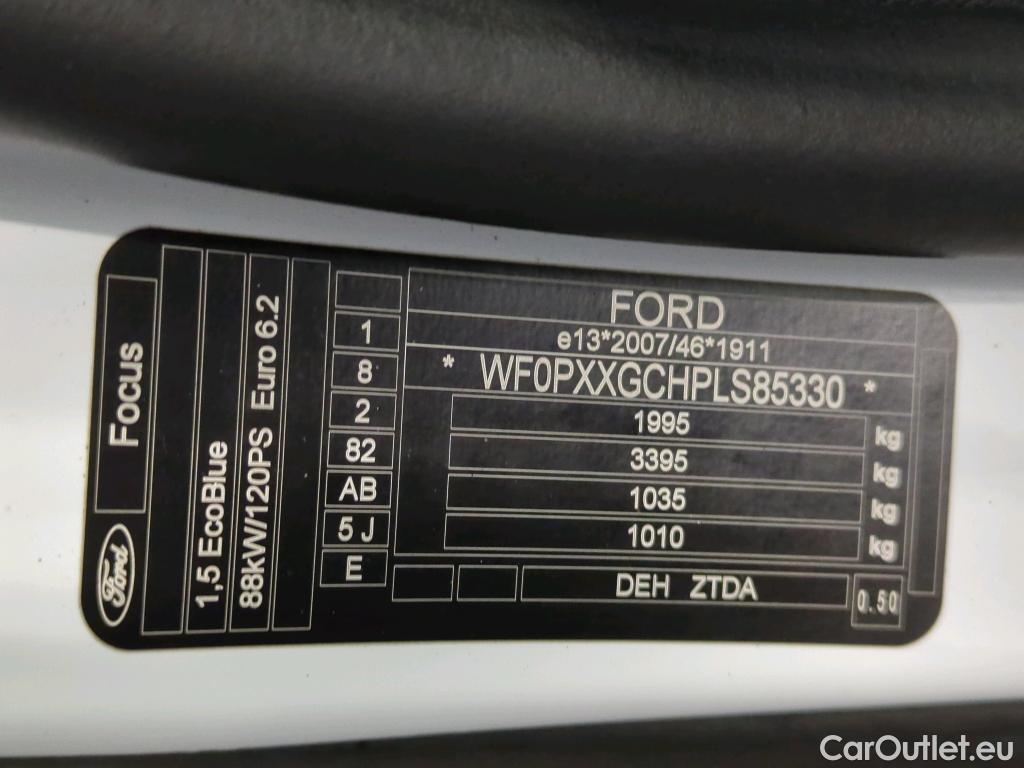 Ford
Focus
1,5 EcoBlue
88kW/120PS Euro 6.2
1
8
2
82
AB
5 J
E
FORD
e13*2007/46*1911
* WF0PXXGCHPLS85330 *
1995 kg
3395 kg
1035 kg
1010 kg
DEH ZTDA
0.50
CarOutlet.eu